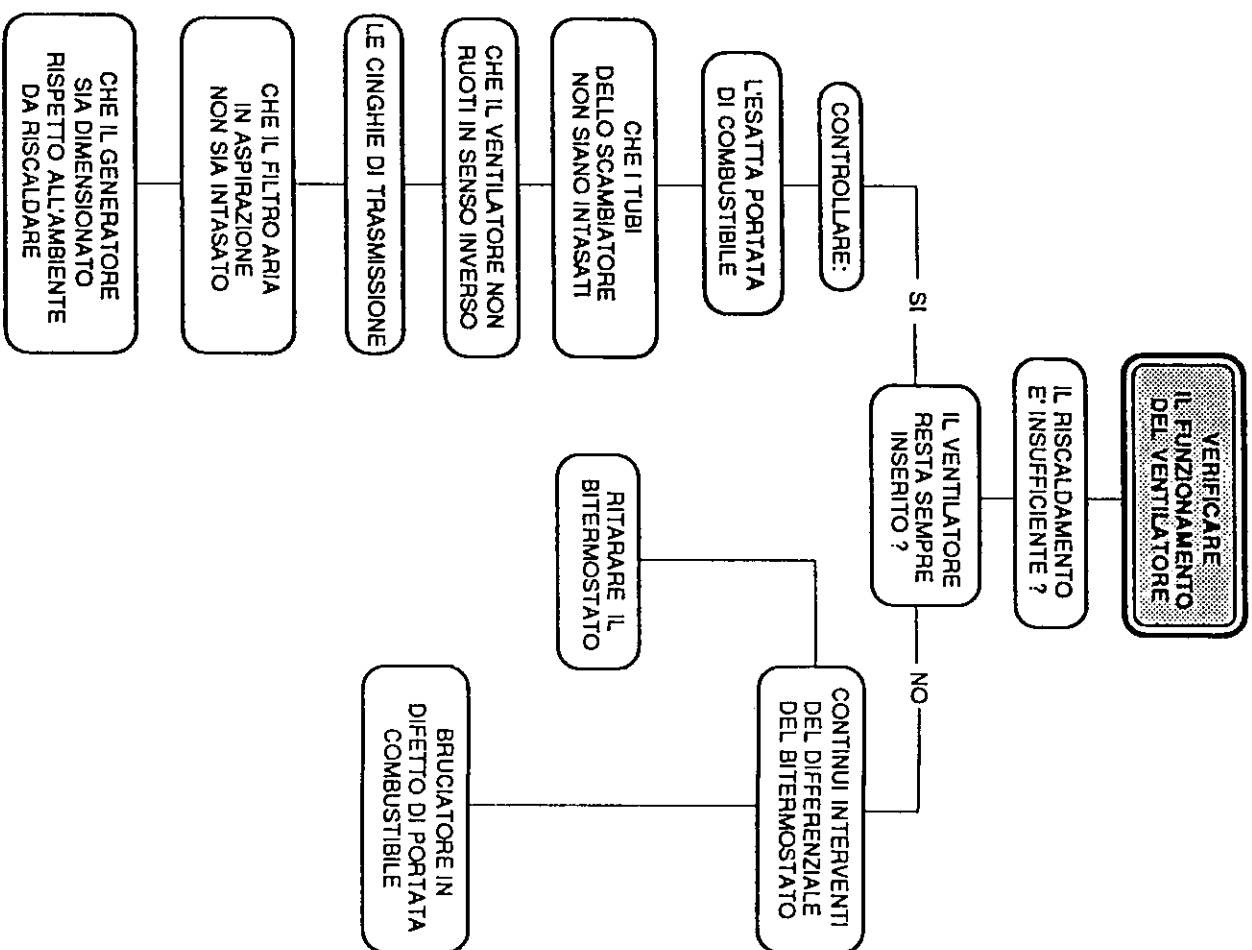 VERIFICARE
IL FUNZIONAMENTO
DEL VENTILATORE
IL RISCALDAMENTO
E' INSUFFICIENTE ?
IL VENTILATORE
RESTA SEMPRE
INSERITO ?
SI
NO
CONTROLLARE:
L'ESATTA PORTATA
DI COMBUSTIBILE
CHE I TUBI
DELLO SCAMBIATORE
NON SIANO INTASATI
CHE IL VENTILATORE NON
RUOTI IN SENSO INVERSO
LE CINGHIE DI TRASMISSIONE
CHE IL FILTRO ARIA
IN ASPIRAZIONE
NON SIA INTASATO
CHE IL GENERATORE
SIA DIMENSIONATO
RISPETTO ALL'AMBIENTE
DA RISCALDARE
CONTINUI INTERVENTI
DEL DIFFERENZIALE
DEL BITERMOSTATO
RITARARE IL
BITERMOSTATO
BRUCIATORE IN
DIFETTO DI PORTATA
COMBUSTIBILE